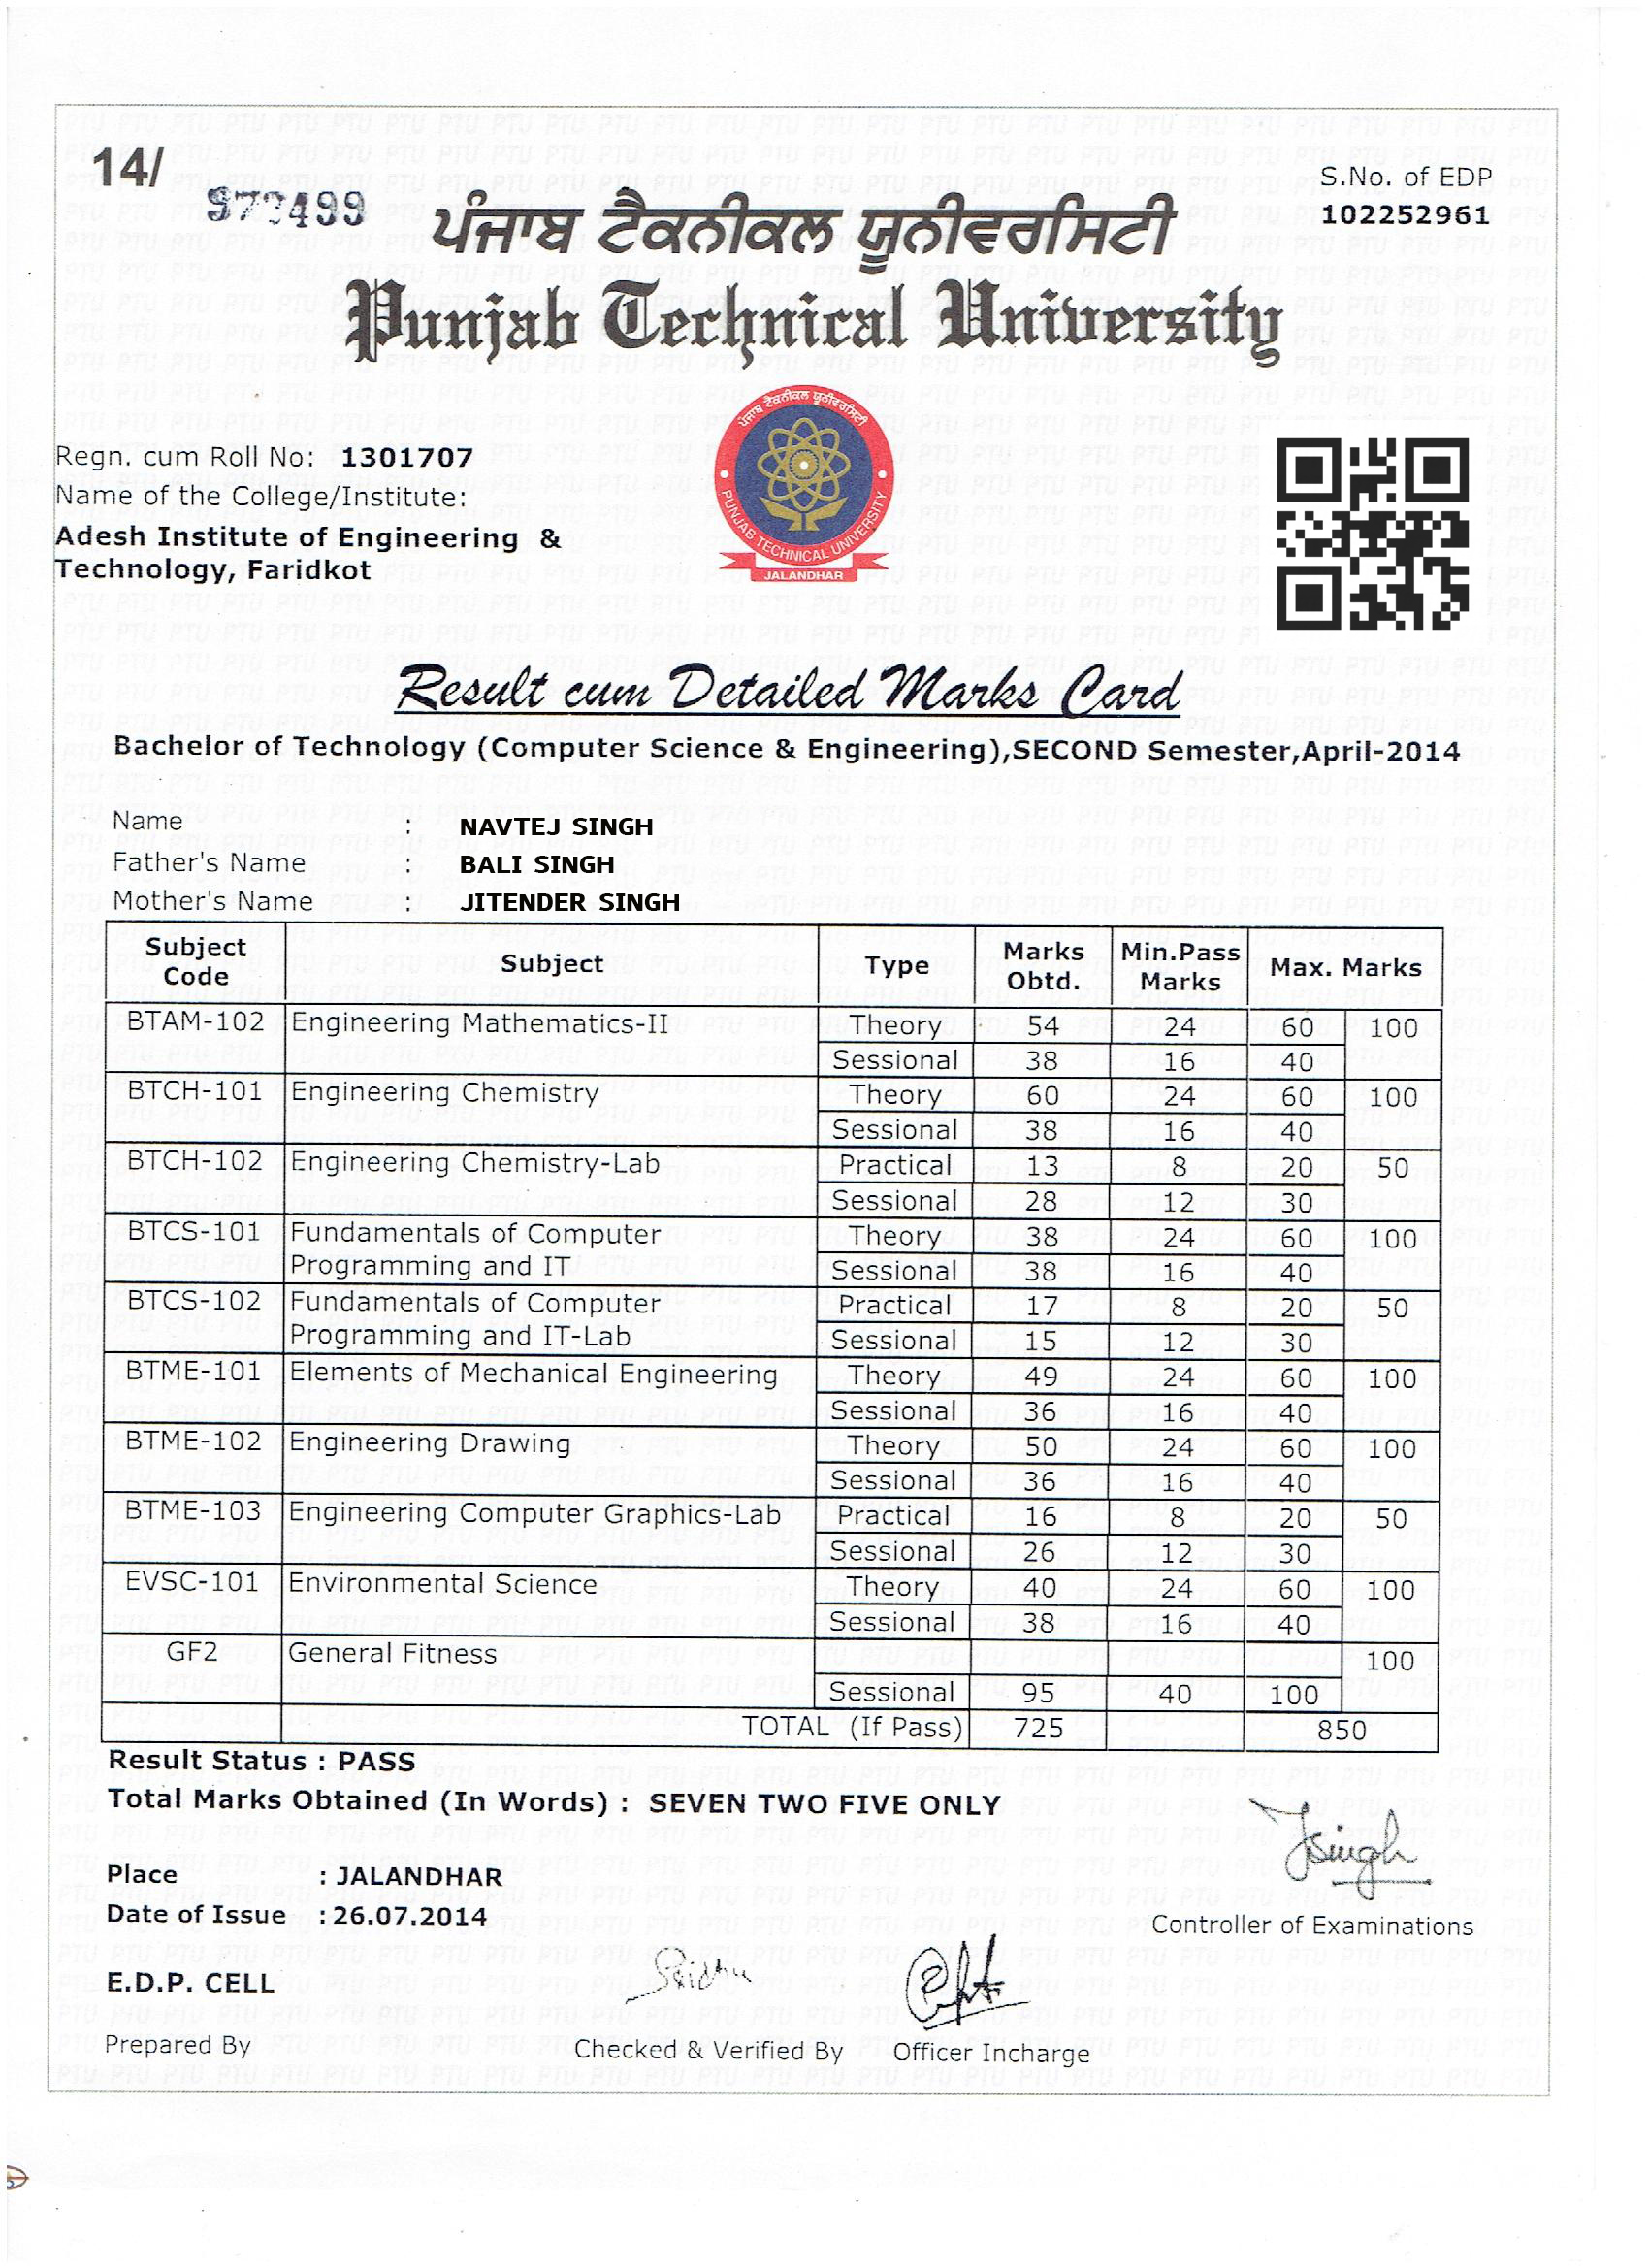 14/
S.No. of EDP
102252961
ਪੰਜਾਬ ਟੈਕਨੀਕਲ ਯੂਨੀਵਰਸਿਟੀ
Punjab Technical University
ਪੰਜਾਬ ਟੈਕਨੀਕਲ ਯੂਨੀਵਰਸਿਟੀ
PUNJAB TECHNICAL UNIVERSITY
JALANDHAR
Regn. cum Roll No: 1301707
Name of the College/Institute:
Adesh Institute of Engineering &
Technology, Faridkot
Result cum Detailed Marks Card
Bachelor of Technology (Computer Science & Engineering),SECOND Semester,April-2014
Name : NAVTEJ SINGH
Father's Name : BALI SINGH
Mother's Name : JITENDER SINGH
Subject Code Subject Type Marks Obtd. Min.Pass Marks Max. Marks
BTAM-102 Engineering Mathematics-II Theory 54 24 60 100
Sessional 38 16 40
BTCH-101 Engineering Chemistry Theory 60 24 60 100
Sessional 38 16 40
BTCH-102 Engineering Chemistry-Lab Practical 13 8 20 50
Sessional 28 12 30
BTCS-101 Fundamentals of Computer Theory 38 24 60 100
Programming and IT Sessional 38 16 40
BTCS-102 Fundamentals of Computer Practical 17 8 20 50
Programming and IT-Lab Sessional 15 12 30
BTME-101 Elements of Mechanical Engineering Theory 49 24 60 100
Sessional 36 16 40
BTME-102 Engineering Drawing Theory 50 24 60 100
Sessional 36 16 40
BTME-103 Engineering Computer Graphics-Lab Practical 16 8 20 50
Sessional 26 12 30
EVSC-101 Environmental Science Theory 40 24 60 100
Sessional 38 16 40
GF2 General Fitness 100
Sessional 95 40 100
TOTAL (If Pass) 725 850
Result Status : PASS
Total Marks Obtained (In Words) : SEVEN TWO FIVE ONLY
Place : JALANDHAR
Date of Issue : 26.07.2014
Jsingh
Controller of Examinations
E.D.P. CELL
Prepared By
Checked & Verified By
Officer Incharge